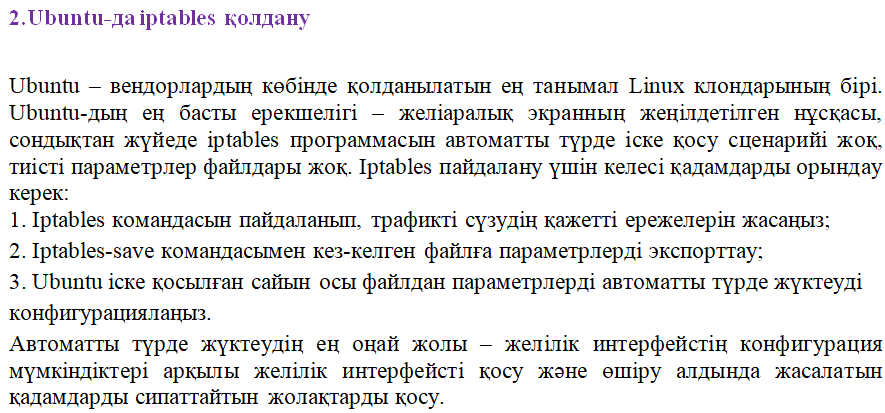 2.Ubuntu-да iptables қолдану
Ubuntu – вендорлардың көбінде қолданылатын ең танымал Linux клондарының бірі.
Ubuntu-дың ең басты ерекшелігі – желіаралық экранның жеңілдетілген нұсқасы,
сондықтан жүйеде iptables программасын автоматты түрде іске қосу сценарийі жоқ,
тиісті параметрлер файлдары жоқ. Iptables пайдалану үшін келесі қадамдарды орындау
керек:
1. Iptables командасын пайдаланып, трафикті сүзудің қажетті ережелерін жасаңыз;
2. Iptables-save командасымен кез-келген файлға параметрлерді экспорттау;
3. Ubuntu іске қосылған сайын осы файлдан параметрлерді автоматты түрде жүктеуді
конфигурациялаңыз.
Автоматты түрде жүктеудің ең оңай жолы – желілік интерфейстің конфигурация
мүмкіндіктері арқылы желілік интерфейсті қосу және өшіру алдында жасалатын
қадамдарды сипаттайтын жолақтарды қосу.